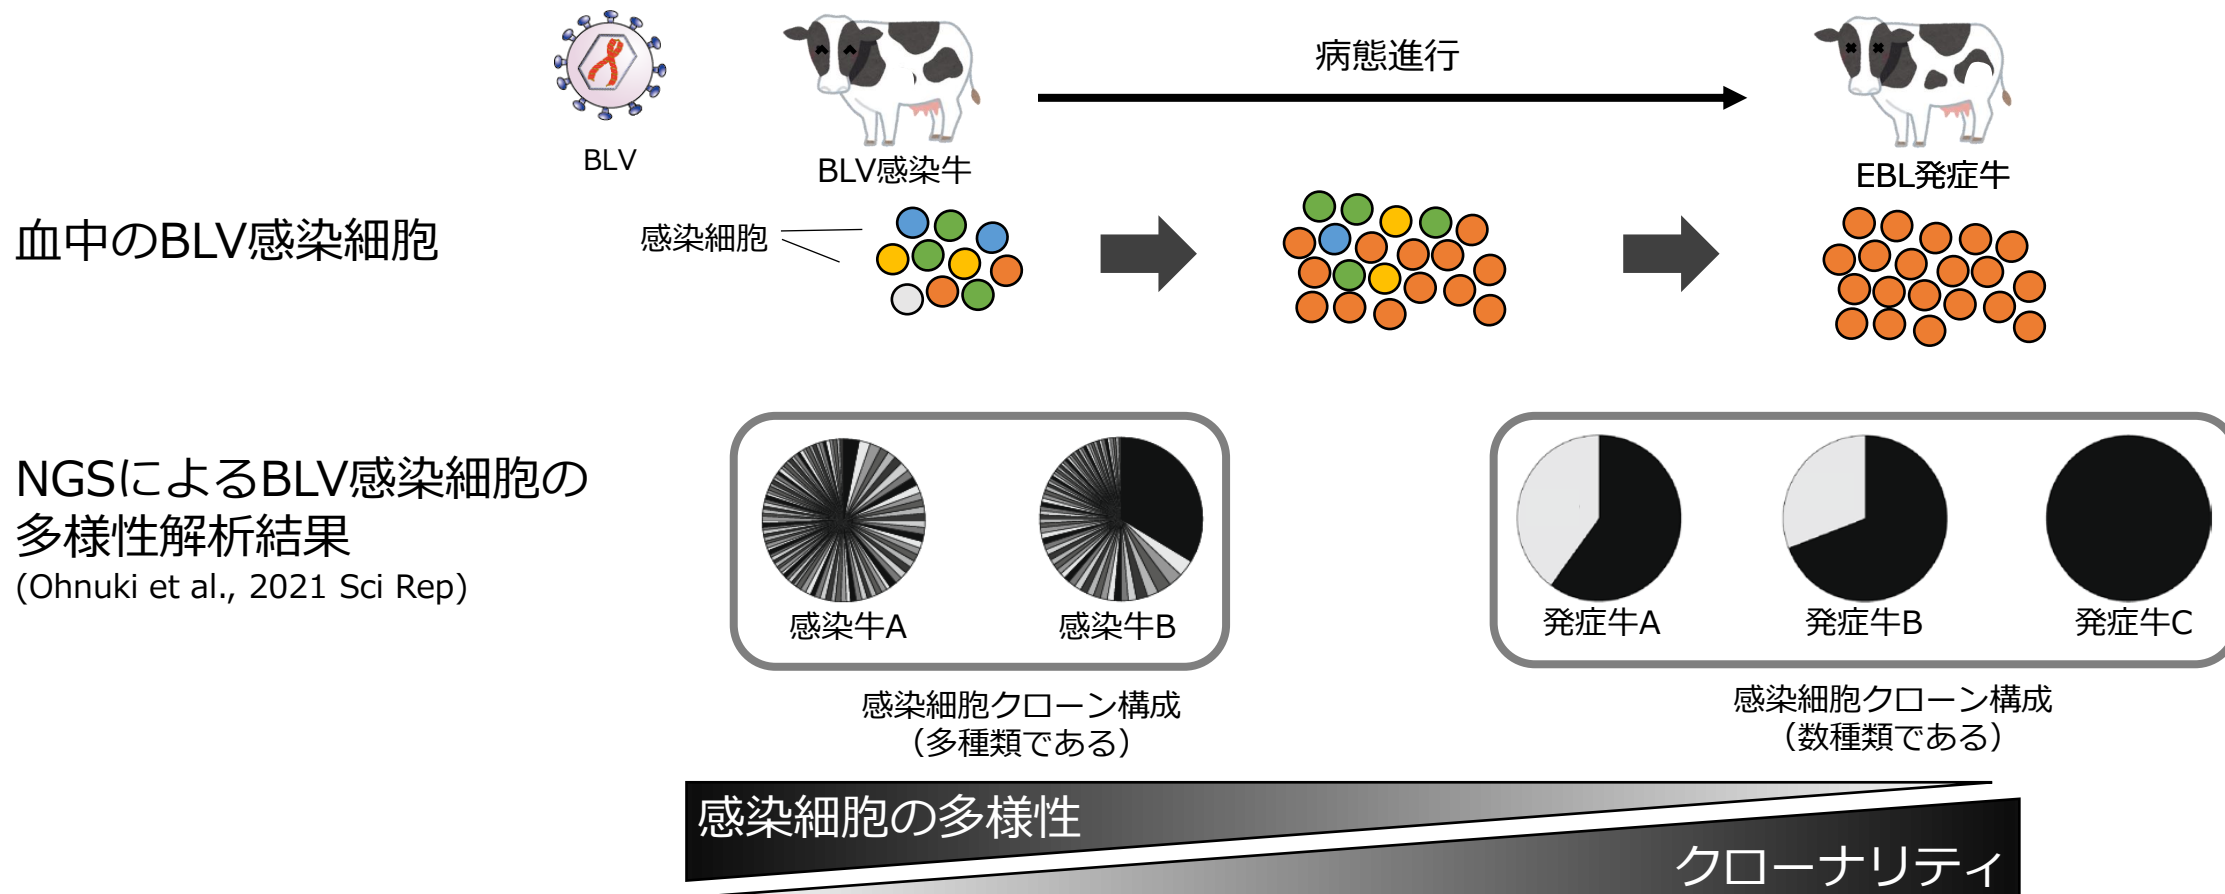 病態進行
BLV
BLV感染牛
EBL発症牛
血中のBLV感染細胞
感染細胞
NGSによるBLV感染細胞の
多様性解析結果
(Ohnuki et al., 2021 Sci Rep)
感染牛A
感染牛B
発症牛A
発症牛B
発症牛C
感染細胞クローン構成
（多種類である）
感染細胞クローン構成
（数種類である）
感染細胞の多様性
クローナリティ